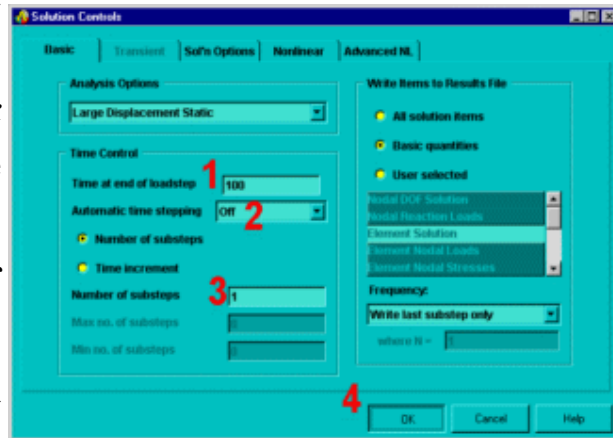 Solution Controls
Basic
Transient
Sol'n Options
Nonlinear
Advanced NL
Analysis Options
Large Displacement Static
Time Control
Time at end of loadstep
1
100
Automatic time stepping
Off
2
Number of substeps
Time increment
Number of substeps
3
1
Max no. of substeps
0
Min no. of substeps
0
Write Items to Results File
All solution items
Basic quantities
User selected
Nodal DOF Solution
Nodal Reaction Loads
Element Solution
Element Nodal Loads
Element Nodal Stresses
Frequency:
Write last substep only
where N =
1
4
OK
Cancel
Help